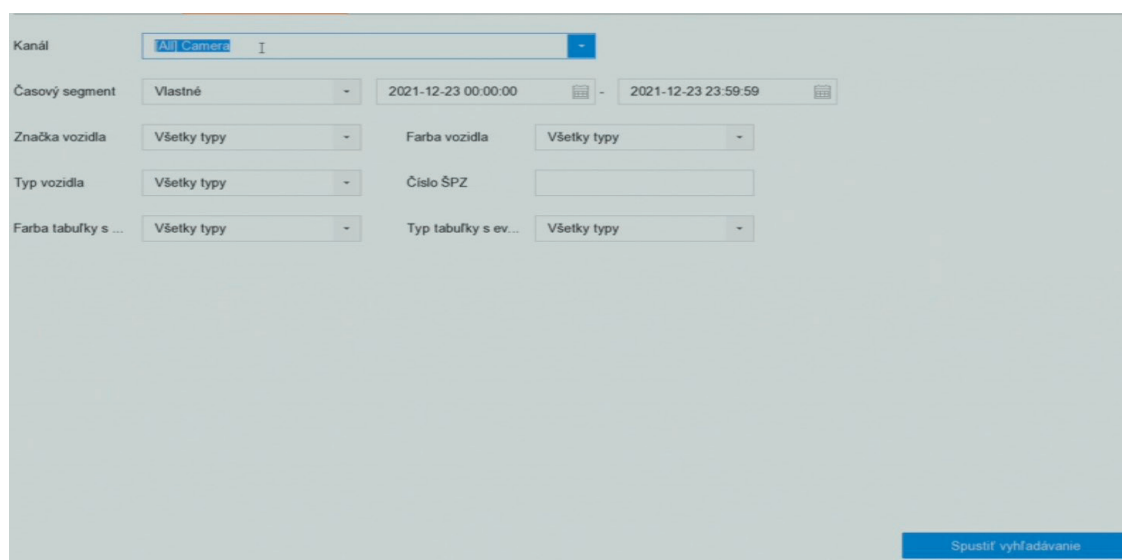 Kanál [All] Camera
Časový segment Vlastné 2021-12-23 00:00:00 - 2021-12-23 23:59:59
Značka vozidla Všetky typy Farba vozidla Všetky typy
Typ vozidla Všetky typy Číslo ŠPZ
Farba tabuľky s ... Všetky typy Typ tabuľky s ev... Všetky typy
Spustiť vyhľadávanie